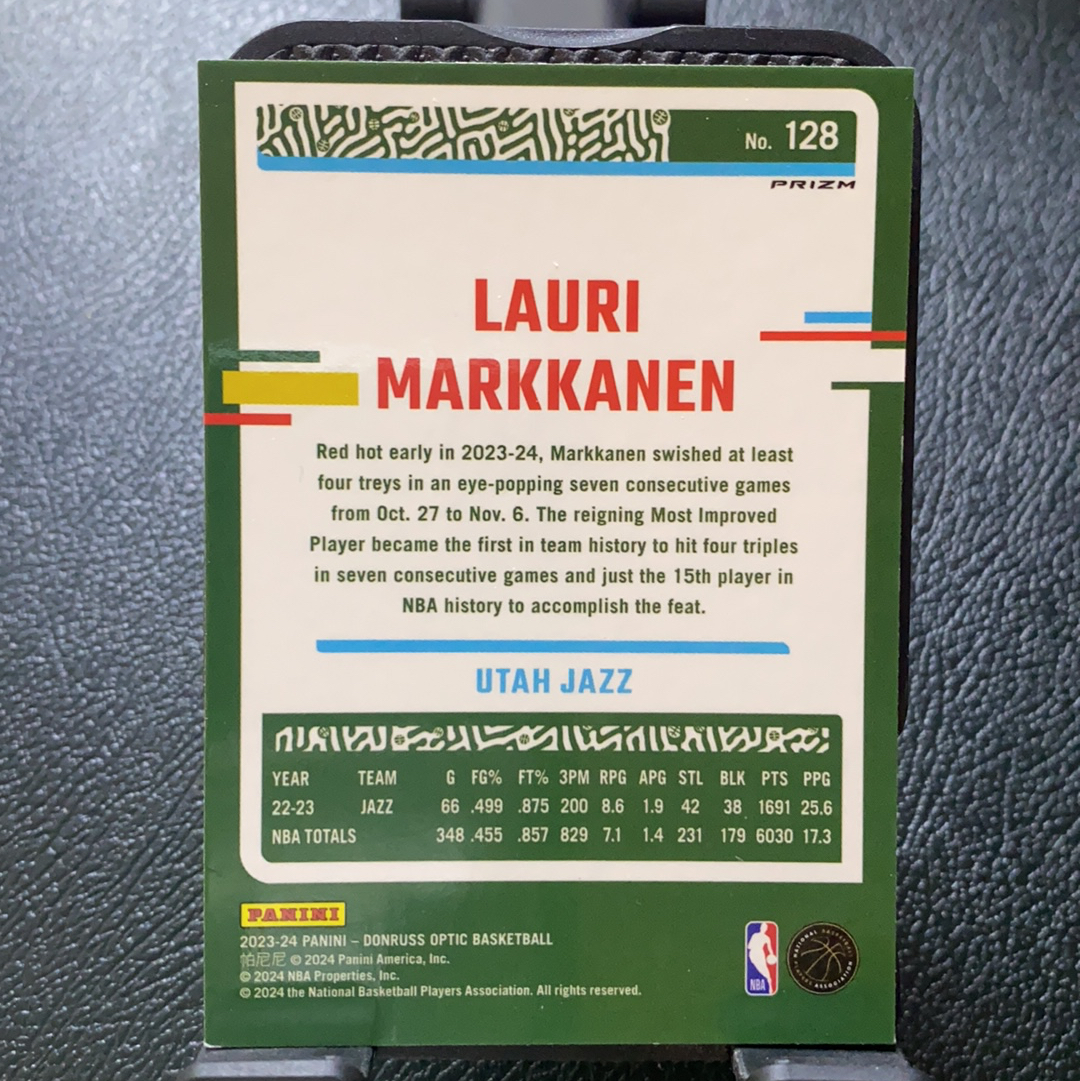 No. 128
PRIZM
LAURI
MARKKANEN
Red hot early in 2023-24, Markkanen swished at least
four treys in an eye-popping seven consecutive games
from Oct. 27 to Nov. 6. The reigning Most Improved
Player became the first in team history to hit four triples
in seven consecutive games and just the 15th player in
NBA history to accomplish the feat.
UTAH JAZZ
YEAR TEAM G FG% FT% 3PM RPG APG STL BLK PTS PPG
22-23 JAZZ 66 .499 .875 200 8.6 1.9 42 38 1691 25.6
NBA TOTALS 348 .455 .857 829 7.1 1.4 231 179 6030 17.3
PANINI
2023-24 PANINI – DONRUSS OPTIC BASKETBALL
帕尼尼 © 2024 Panini America, Inc.
© 2024 NBA Properties, Inc.
© 2024 the National Basketball Players Association. All rights reserved.
NBA
NATIONAL BASKETBALL PLAYERS ASSOCIATION